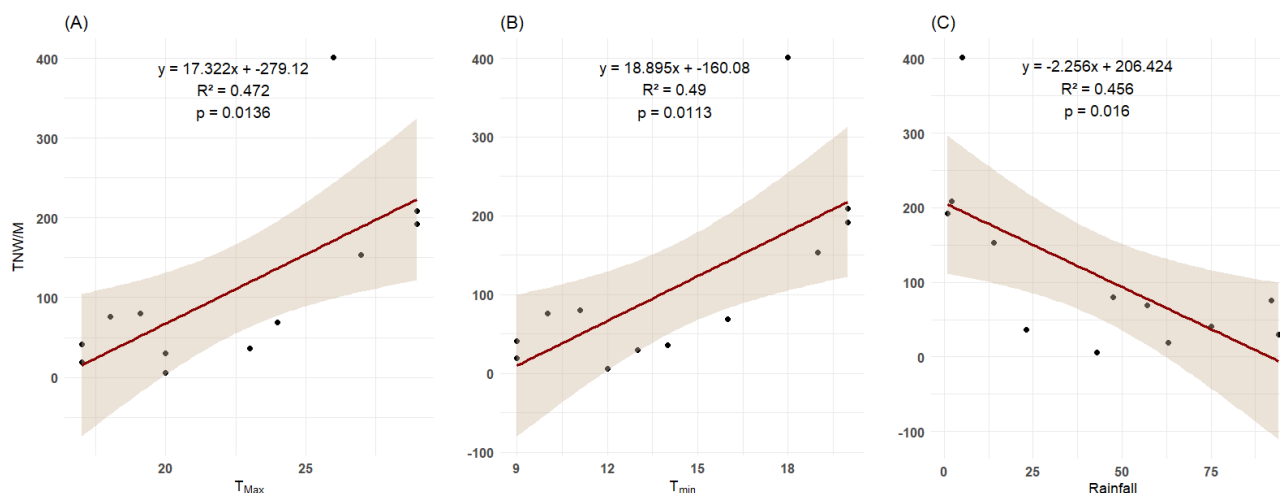 (A)
y = 17.322x + -279.12
R² = 0.472
p = 0.0136
400
300
200
100
0
TNW/M
20
25
T_Max
(B)
y = 18.895x + -160.08
R² = 0.49
p = 0.0113
400
300
200
100
0
-100
9
12
15
18
T_min
(C)
y = -2.256x + 206.424
R² = 0.456
p = 0.016
400
300
200
100
0
-100
0
25
50
75
Rainfall